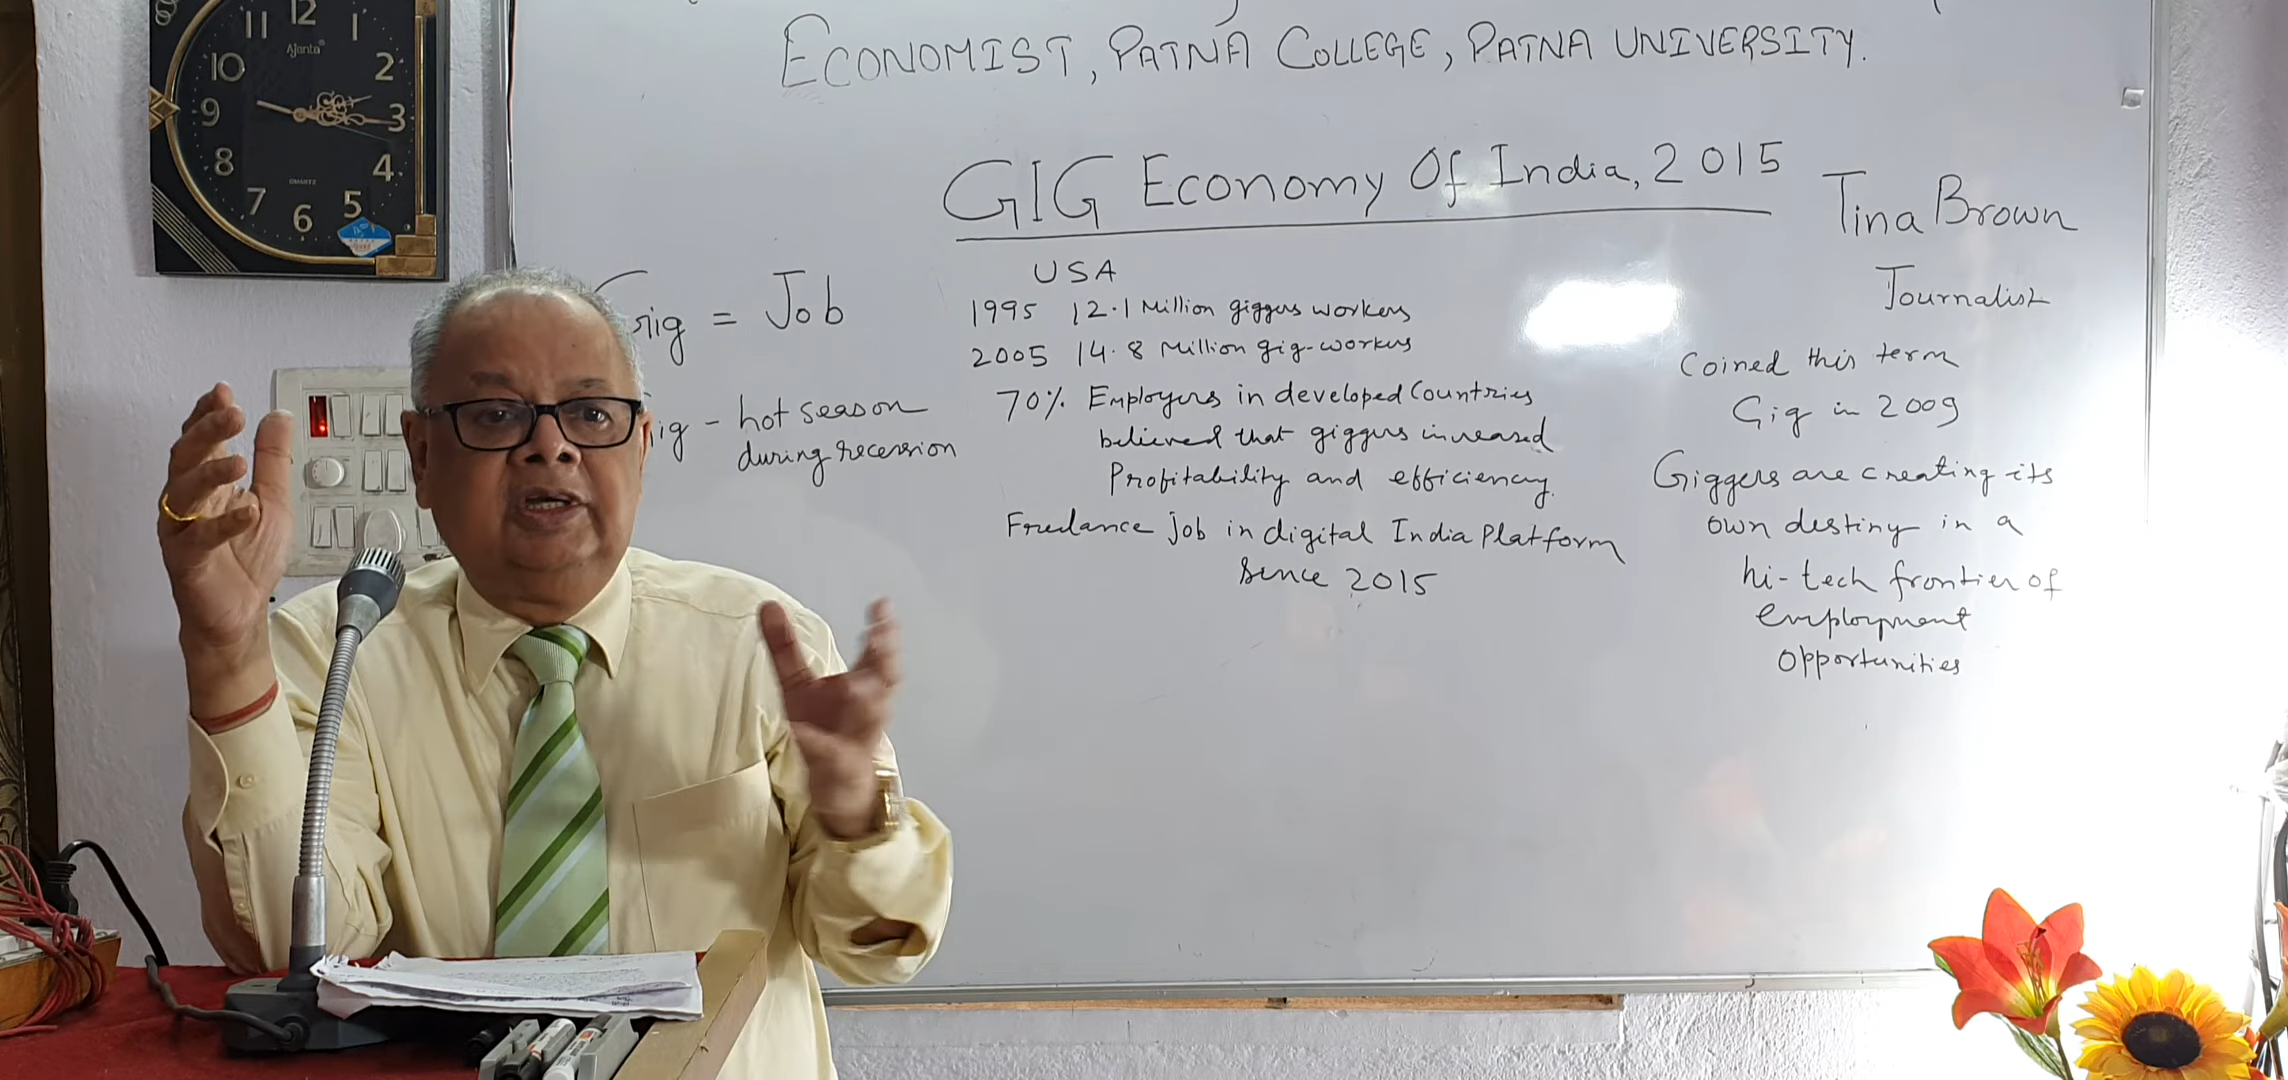 ECONOMIST, PATNA COLLEGE, PATNA UNIVERSITY.
GIG Economy Of India, 2015
Gig = Job
Gig - hot season
during recession
USA
1995 12.1 Million giggers workers
2005 14.8 Million gig-workers
70% Employers in developed Countries
believed that giggers increased
Profitability and efficiency.
Freelance job in digital India Platform
Since 2015
Tina Brown
Journalist
Coined this term
Gig in 2009
Giggers are creating its
own destiny in a
hi-tech frontier of
employment
opportunities
11 12 1
Ajanta
10 2
9 3
8 4
QUARTZ
7 6 5